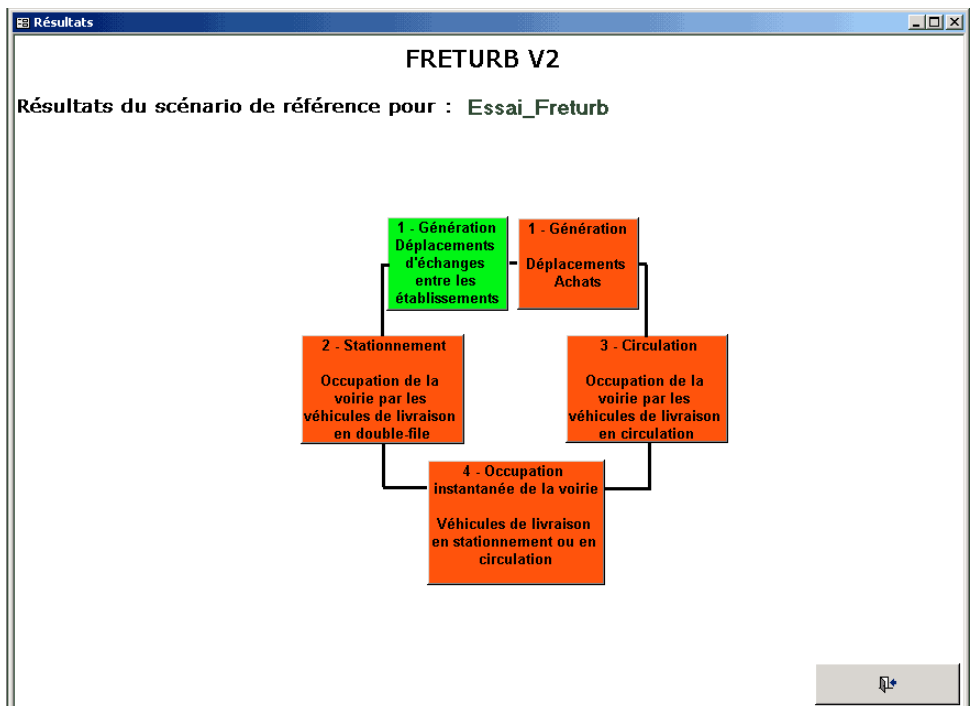 Résultats
FRETURB V2
Résultats du scénario de référence pour : Essai_Freturb
1 - Génération
Déplacements
d'échanges
entre les
établissements
1 - Génération
Déplacements
Achats
2 - Stationnement
Occupation de la
voirie par les
véhicules de livraison
en double-file
3 - Circulation
Occupation de la
voirie par les
véhicules de livraison
en circulation
4 - Occupation
instantanée de la voirie
Véhicules de livraison
en stationnement ou en
circulation